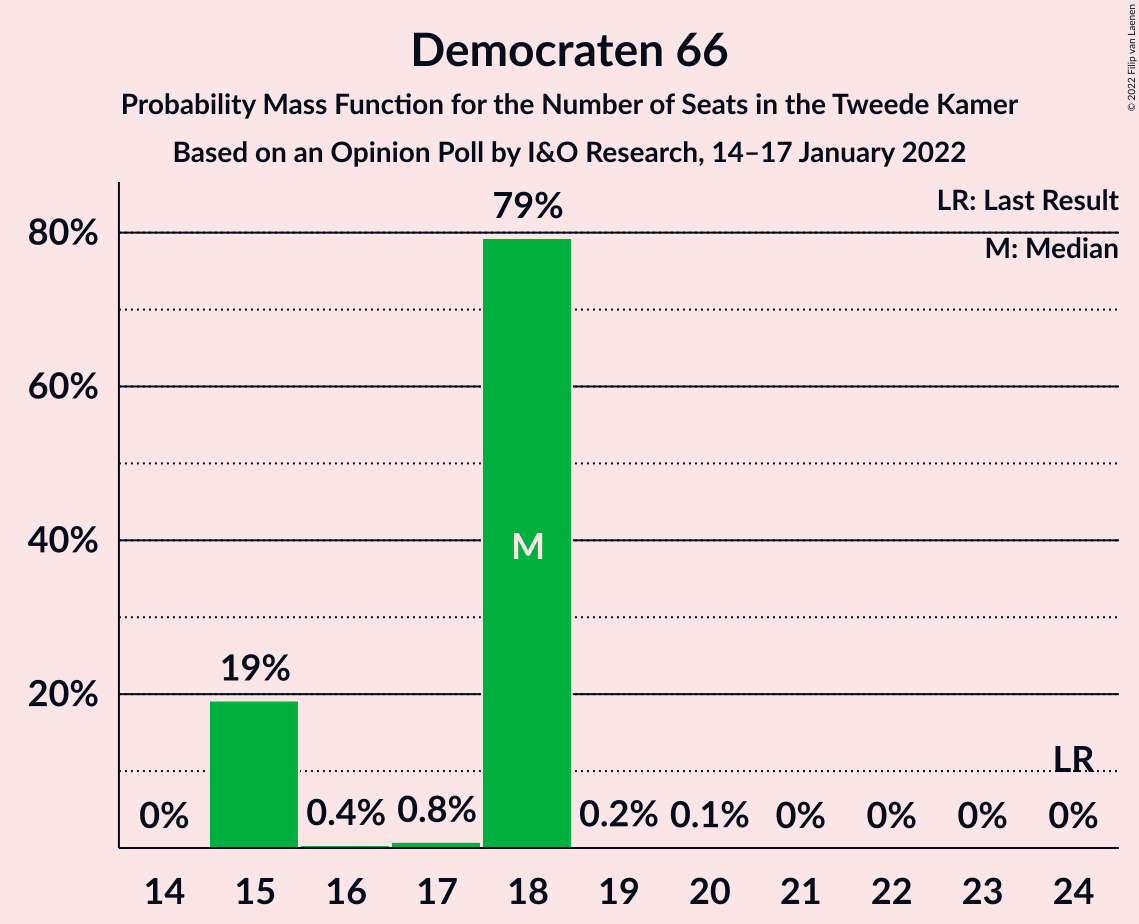 Democraten 66
Probability Mass Function for the Number of Seats in the Tweede Kamer
Based on an Opinion Poll by I&O Research, 14–17 January 2022
© 2022 Filip van Laenen
LR: Last Result
M: Median
80%
60%
40%
20%
0%
19%
0.4%
0.8%
79%
M
0.2%
0.1%
0%
0%
0%
LR
0%
14 15 16 17 18 19 20 21 22 23 24